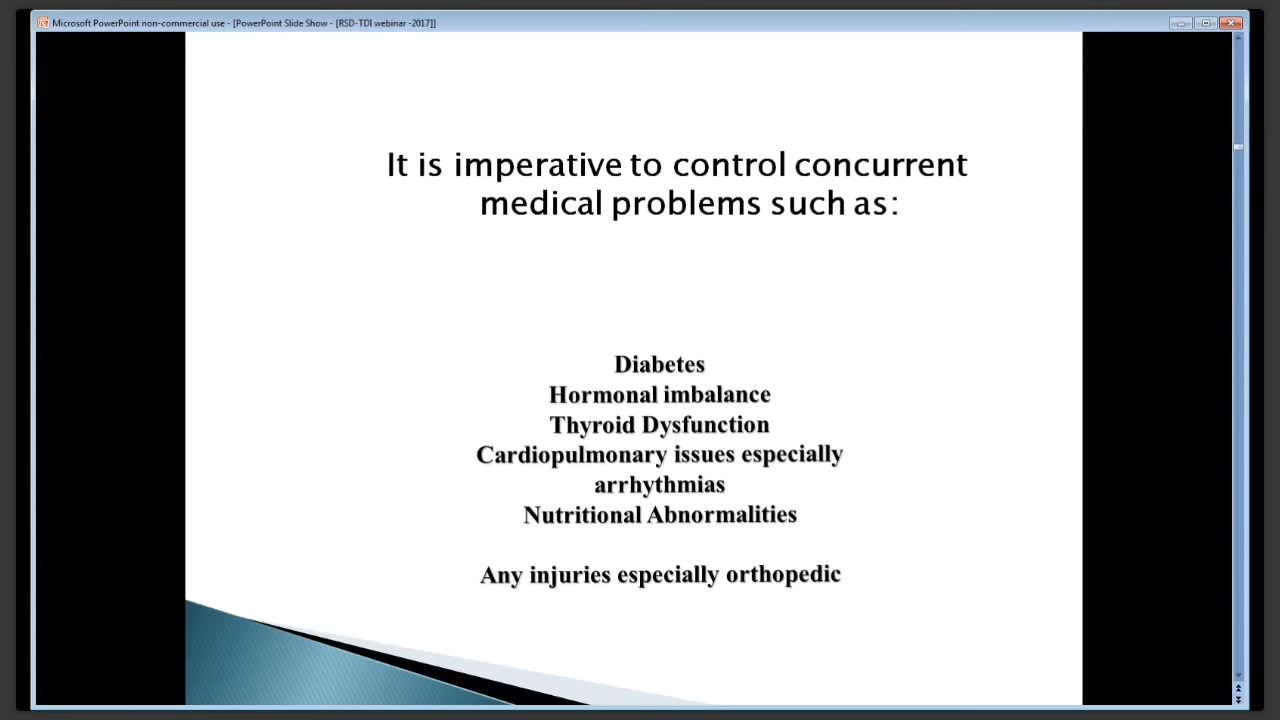 Microsoft PowerPoint non-commercial use - [PowerPoint Slide Show - [RSD-TDI webinar -2017]]
It is imperative to control concurrent
medical problems such as:
Diabetes
Hormonal imbalance
Thyroid Dysfunction
Cardiopulmonary issues especially
arrhythmias
Nutritional Abnormalities
Any injuries especially orthopedic